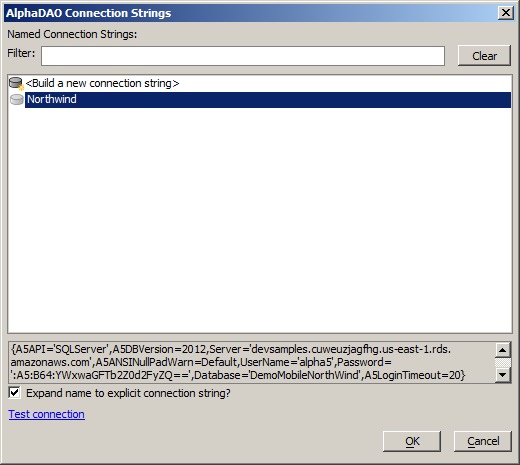 AlphaDAO Connection Strings
Named Connection Strings:
Filter:
Clear
<Build a new connection string>
Northwind
{A5API='SQLServer',A5DBVersion=2012,Server='devsamples.cuweuzjagfhg.us-east-1.rds.
amazonaws.com',A5ANSINullPadWarn=Default,UserName='alpha5',Password=
':A5:B64:YWxwaGFTb2Z0d2FyZQ==',Database='DemoMobileNorthWind',A5LoginTimeout=20}
Expand name to explicit connection string?
Test connection
OK
Cancel